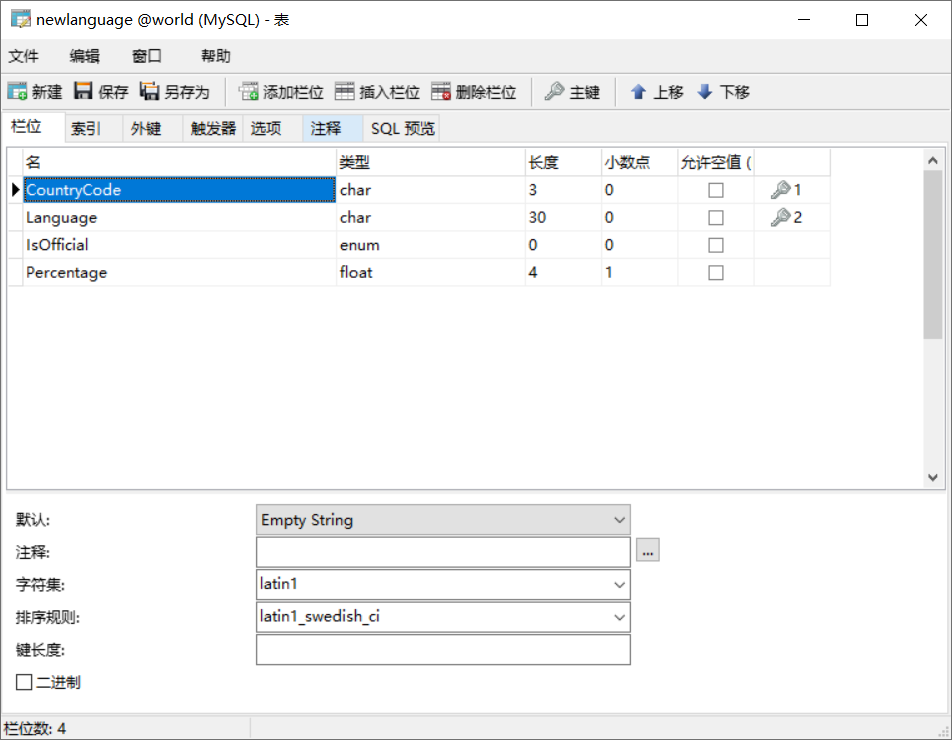 newlanguage @world (MySQL) - 表
文件 编辑 窗口 帮助
新建 保存 另存为 添加栏位 插入栏位 删除栏位 主键 上移 下移
栏位 索引 外键 触发器 选项 注释 SQL 预览
名 类型 长度 小数点 允许空值 (
CountryCode char 3 0 1
Language char 30 0 2
IsOfficial enum 0 0
Percentage float 4 1
默认: Empty String
注释: ...
字符集: latin1
排序规则: latin1_swedish_ci
键长度:
二进制
栏位数: 4